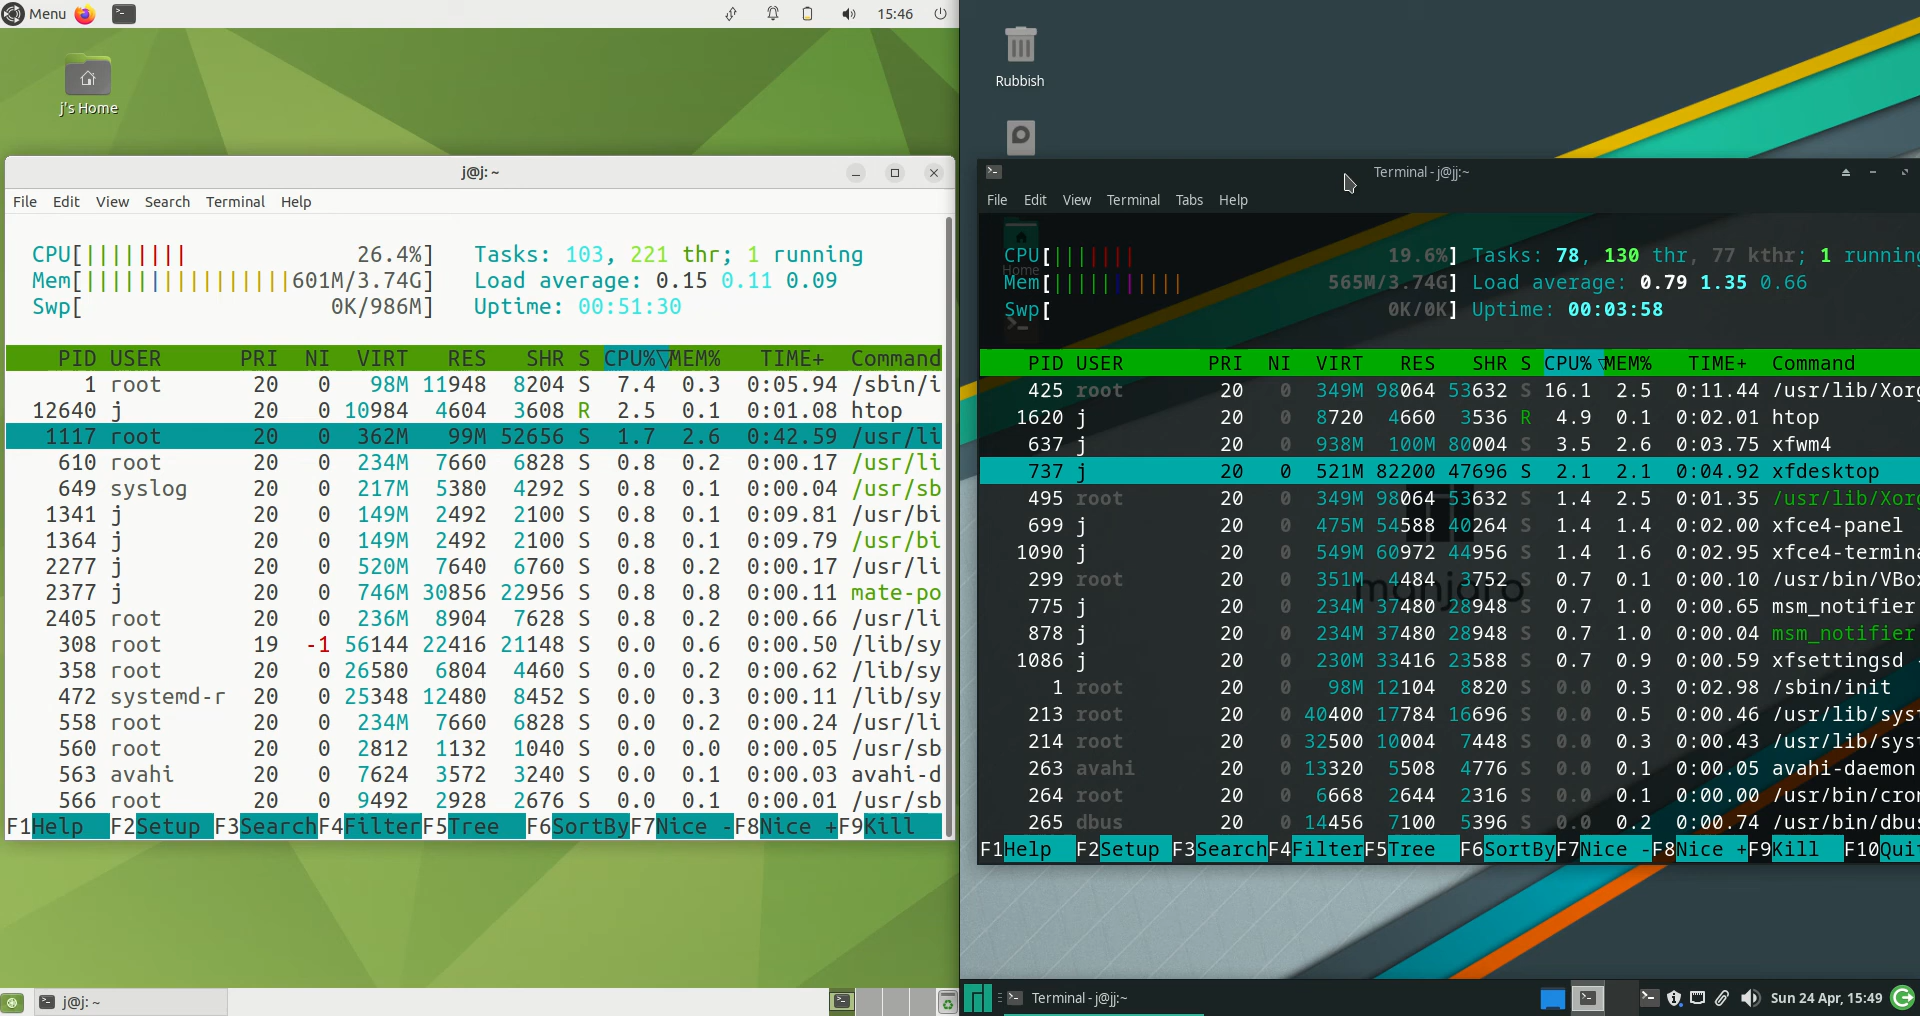 Menu
15:46
j's Home
j@j: ~
File Edit View Search Terminal Help
CPU[||||||||| 26.4%] Tasks: 103, 221 thr; 1 running
Mem[||||||||||||||||601M/3.74G] Load average: 0.15 0.11 0.09
Swp[ 0K/986M] Uptime: 00:51:30
PID USER PRI NI VIRT RES SHR S CPU%▽MEM% TIME+ Command
1 root 20 0 98M 11948 8204 S 7.4 0.3 0:05.94 /sbin/i
12640 j 20 0 10984 4604 3608 R 2.5 0.1 0:01.08 htop
1117 root 20 0 362M 99M 52656 S 1.7 2.6 0:42.59 /usr/li
610 root 20 0 234M 7660 6828 S 0.8 0.2 0:00.17 /usr/li
649 syslog 20 0 217M 5380 4292 S 0.8 0.1 0:00.04 /usr/sb
1341 j 20 0 149M 2492 2100 S 0.8 0.1 0:09.81 /usr/bi
1364 j 20 0 149M 2492 2100 S 0.8 0.1 0:09.79 /usr/bi
2277 j 20 0 520M 7640 6760 S 0.8 0.2 0:00.17 /usr/li
2377 j 20 0 746M 30856 22956 S 0.8 0.8 0:00.11 mate-po
2405 root 20 0 236M 8904 7628 S 0.8 0.2 0:00.66 /usr/li
308 root 19 -1 56144 22416 21148 S 0.0 0.6 0:00.50 /lib/sy
358 root 20 0 26580 6804 4460 S 0.0 0.2 0:00.62 /lib/sy
472 systemd-r 20 0 25348 12480 8452 S 0.0 0.3 0:00.11 /lib/sy
558 root 20 0 234M 7660 6828 S 0.0 0.2 0:00.24 /usr/li
560 root 20 0 2812 1132 1040 S 0.0 0.0 0:00.05 /usr/sb
563 avahi 20 0 7624 3572 3240 S 0.0 0.1 0:00.03 avahi-d
566 root 20 0 9492 2928 2676 S 0.0 0.1 0:00.01 /usr/sb
F1Help F2Setup F3SearchF4FilterF5Tree F6SortByF7Nice -F8Nice +F9Kill
j@j: ~
Rubbish
Terminal - j@jj:~
File Edit View Terminal Tabs Help
Home
CPU[||||||| 19.6%] Tasks: 78, 130 thr, 77 kthr; 1 running
Mem[||||||||||| 565M/3.74G] Load average: 0.79 1.35 0.66
Swp[ 0K/0K] Uptime: 00:03:58
PID USER PRI NI VIRT RES SHR S CPU%▽MEM% TIME+ Command
425 root 20 0 349M 98064 53632 S 16.1 2.5 0:11.44 /usr/lib/Xorg
1620 j 20 0 8720 4660 3536 R 4.9 0.1 0:02.01 htop
637 j 20 0 938M 100M 80004 S 3.5 2.6 0:03.75 xfwm4
737 j 20 0 521M 82200 47696 S 2.1 2.1 0:04.92 xfdesktop
495 root 20 0 349M 98064 53632 S 1.4 2.5 0:01.35 /usr/lib/Xorg
699 j 20 0 475M 54588 40264 S 1.4 1.4 0:02.00 xfce4-panel
1090 j 20 0 549M 60972 44956 S 1.4 1.6 0:02.95 xfce4-termina
299 root 20 0 351M 4484 3752 S 0.7 0.1 0:00.10 /usr/bin/VBox
775 j 20 0 234M 37480 28948 S 0.7 1.0 0:00.65 msm_notifier
878 j 20 0 234M 37480 28948 S 0.7 1.0 0:00.04 msm_notifier
1086 j 20 0 230M 33416 23588 S 0.7 0.9 0:00.59 xfsettingsd -
1 root 20 0 98M 12104 8820 S 0.0 0.3 0:02.98 /sbin/init
213 root 20 0 40400 17784 16696 S 0.0 0.5 0:00.46 /usr/lib/syst
214 root 20 0 32500 10004 7448 S 0.0 0.3 0:00.43 /usr/lib/syst
263 avahi 20 0 13320 5508 4776 S 0.0 0.1 0:00.05 avahi-daemon
264 root 20 0 6668 2644 2316 S 0.0 0.1 0:00.00 /usr/bin/cron
265 dbus 20 0 14456 7100 5396 S 0.0 0.2 0:00.74 /usr/bin/dbus
F1Help F2Setup F3SearchF4FilterF5Tree F6SortByF7Nice -F8Nice +F9Kill F10Quit
manjaro
Terminal - j@jj:~
Sun 24 Apr, 15:49